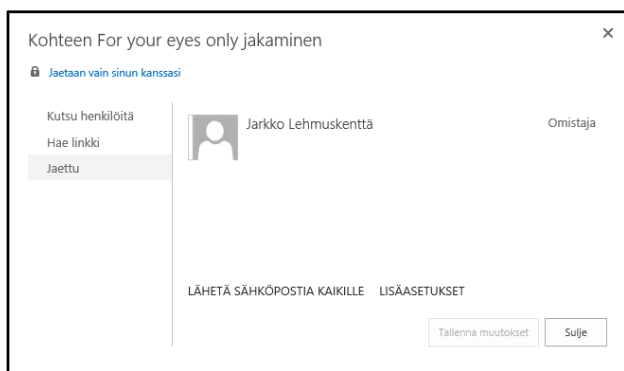 Kohteen For your eyes only jakaminen
Jaetaan vain sinun kanssasi
Kutsu henkilöitä
Hae linkki
Jaettu
Jarkko Lehmuskenttä
Omistaja
LÄHETÄ SÄHKÖPOSTIA KAIKILLE LISÄASETUKSET
Tallenna muutokset Sulje